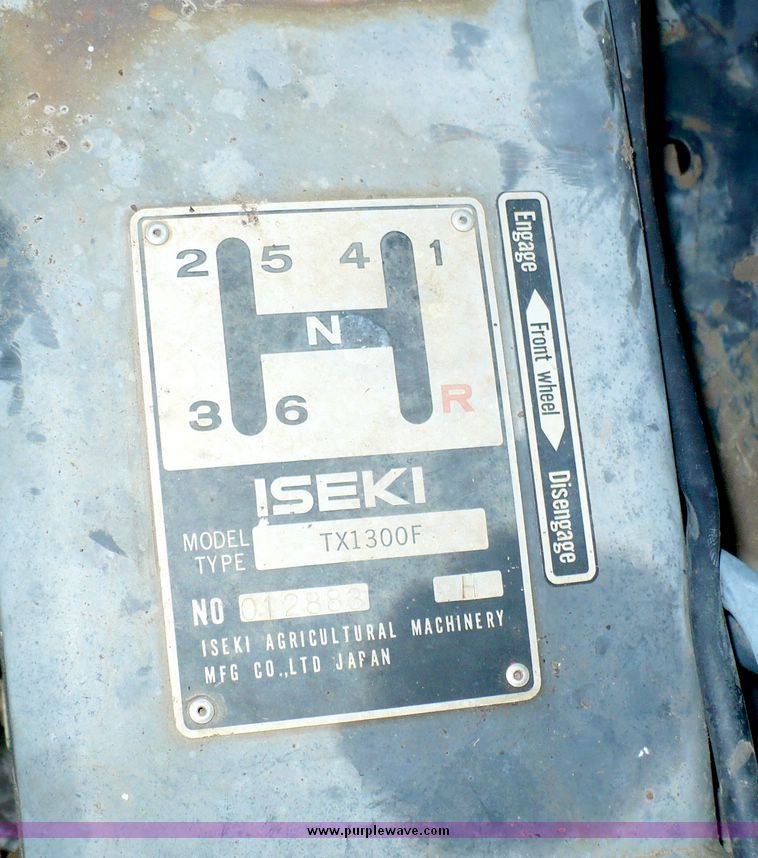 2 5 4 1
N
3 6 R
ISEKI
MODEL TYPE TX1300F
NO 012883 H
ISEKI AGRICULTURAL MACHINERY
MFG CO.,LTD JAPAN
Engage Front wheel Disengage
www.purplewave.com